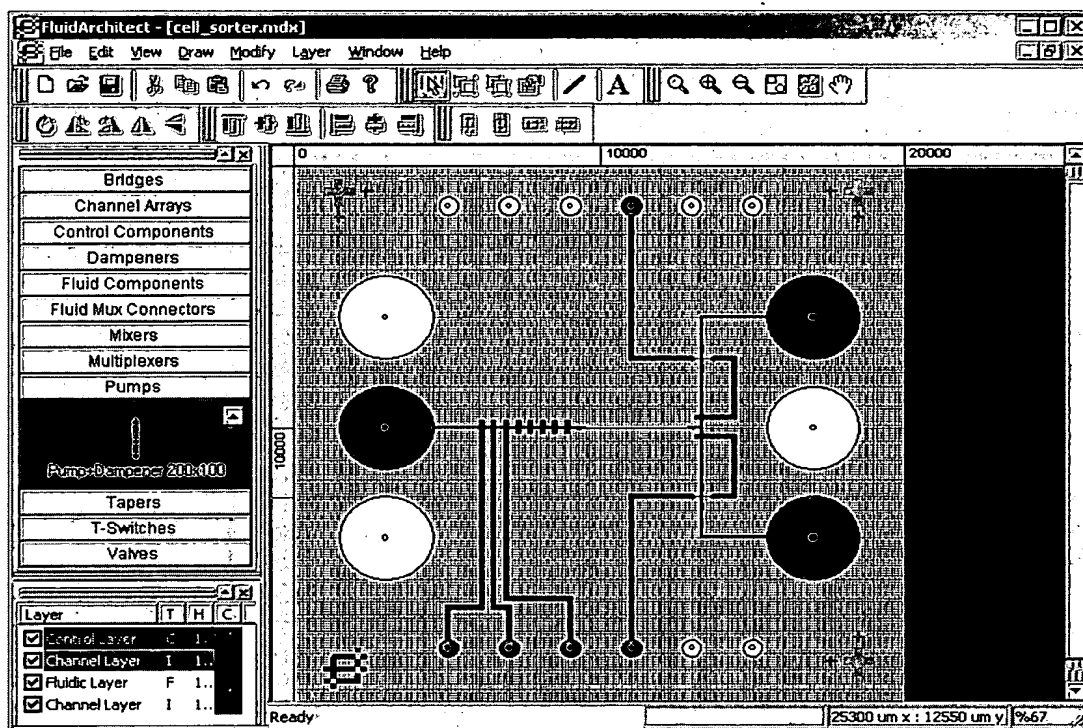 FluidArchitect - [cell_sorter.mdx]
File Edit View Draw Modify Layer Window Help
0 10000 20000
Bridges
Channel Arrays
Control Components
Dampeners
Fluid Components
Fluid Mux Connectors
Mixers
Multiplexers
Pumps
Pump+Dampener 200x100
Tapers
T-Switches
Valves
10000
Layer T H C
Control Layer C 1..
Channel Layer I 1..
Fluidic Layer F 1..
Channel Layer I 1..
Ready 25300 um x : 12550 um y %67